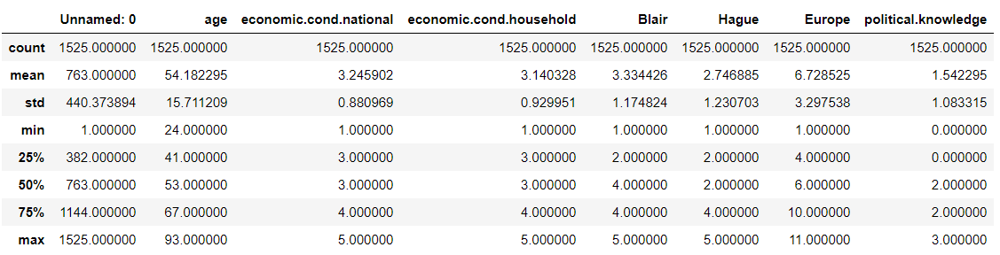 Unnamed: 0 age economic.cond.national economic.cond.household Blair Hague Europe political.knowledge
count 1525.000000 1525.000000 1525.000000 1525.000000 1525.000000 1525.000000 1525.000000 1525.000000
mean 763.000000 54.182295 3.245902 3.140328 3.334426 2.746885 6.728525 1.542295
std 440.373894 15.711209 0.880969 0.929951 1.174824 1.230703 3.297538 1.083315
min 1.000000 24.000000 1.000000 1.000000 1.000000 1.000000 1.000000 0.000000
25% 382.000000 41.000000 3.000000 3.000000 2.000000 2.000000 4.000000 0.000000
50% 763.000000 53.000000 3.000000 3.000000 4.000000 2.000000 6.000000 2.000000
75% 1144.000000 67.000000 4.000000 4.000000 4.000000 4.000000 10.000000 2.000000
max 1525.000000 93.000000 5.000000 5.000000 5.000000 5.000000 11.000000 3.000000